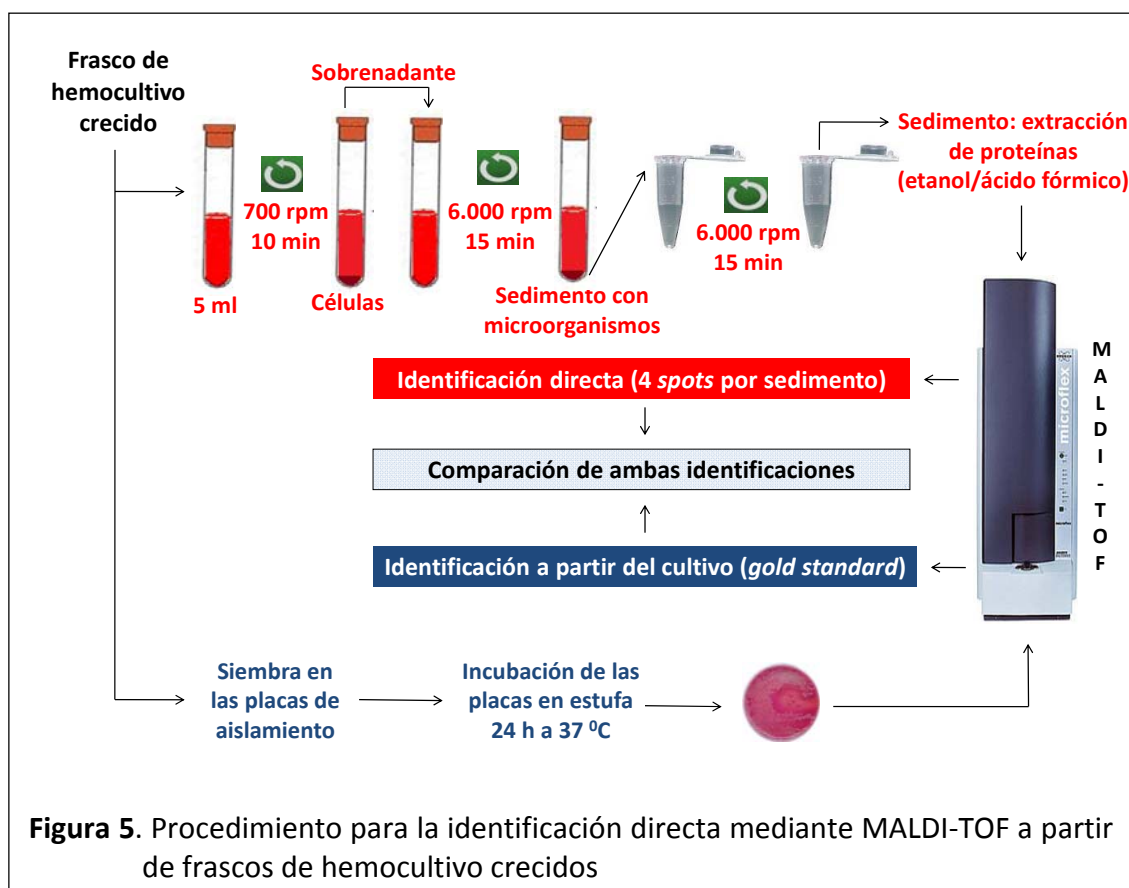 Frasco de
hemocultivo
crecido
Sobrenadante
700 rpm
10 min
6.000 rpm
15 min
6.000 rpm
15 min
Sedimento: extracción
de proteínas
(etanol/ácido fórmico)
5 ml
Células
Sedimento con
microorganismos
MALDI-TOF
microflex
Identificación directa (4 spots por sedimento)
Comparación de ambas identificaciones
Identificación a partir del cultivo (gold standard)
Siembra en
las placas de
aislamiento
Incubación de las
placas en estufa
24 h a 37 ⁰C
Figura 5. Procedimiento para la identificación directa mediante MALDI-TOF a partir
de frascos de hemocultivo crecidos